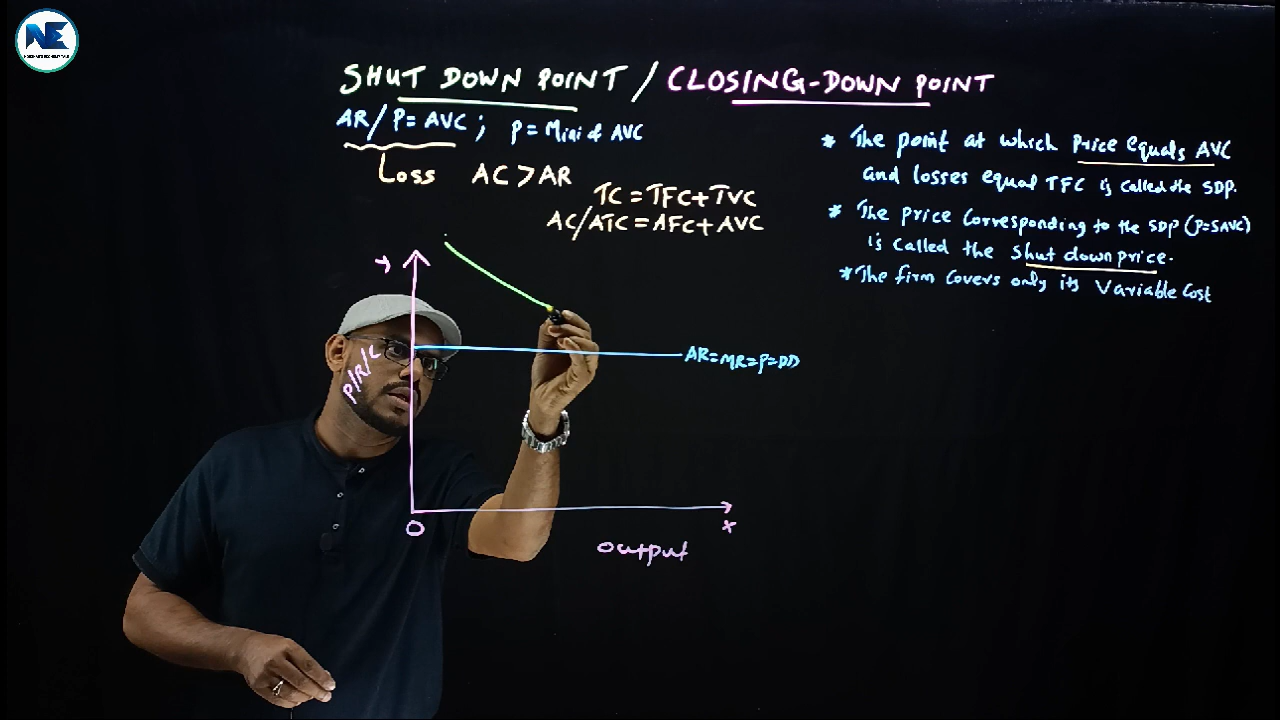 NE
SHUT DOWN POINT / CLOSING-DOWN POINT
AR/P=AVC; P=Mini of AVC
Loss AC>AR
TC=TFC+TVC
AC/ATC=AFC+AVC
* The point at which Price equals AVC
and losses equal TFC is called the SDP.
* The price corresponding to the SDP (P=SAVC)
is called the shut down price.
* The firm covers only its Variable Cost
Y
P/R/C
AR=MR=P=DD
O
X
output